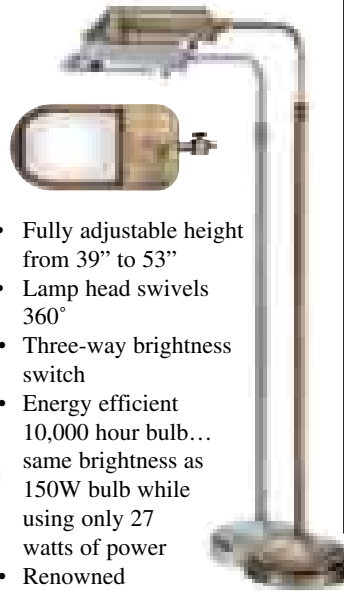 • Fully adjustable height
from 39” to 53”
• Lamp head swivels
360˚
• Three-way brightness
switch
• Energy efficient
10,000 hour bulb…
same brightness as
150W bulb while
using only 27
watts of power
• Renowned